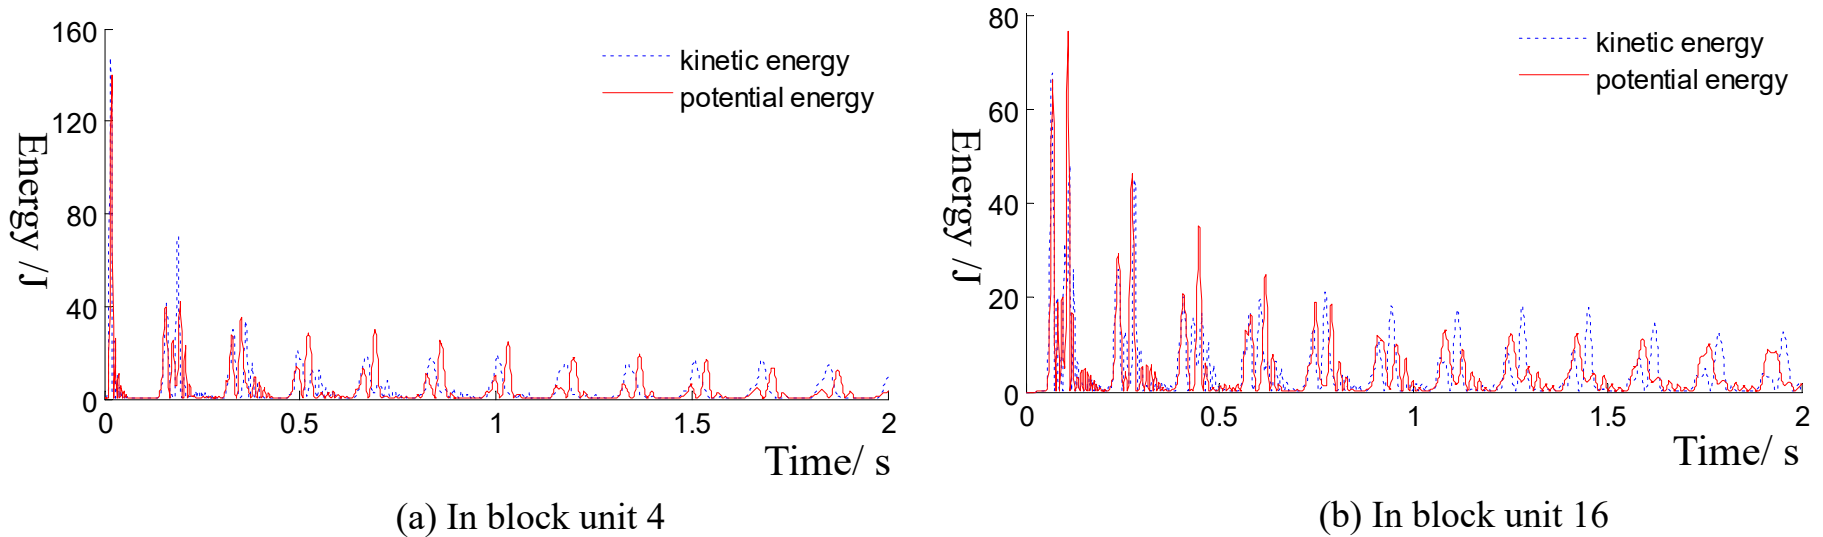 160
120
80
40
0
0
0.5
1
1.5
2
Energy /J
Time/ s
kinetic energy
potential energy
(a) In block unit 4
80
60
40
20
0
0
0.5
1
1.5
2
Energy /J
Time/ s
kinetic energy
potential energy
(b) In block unit 16